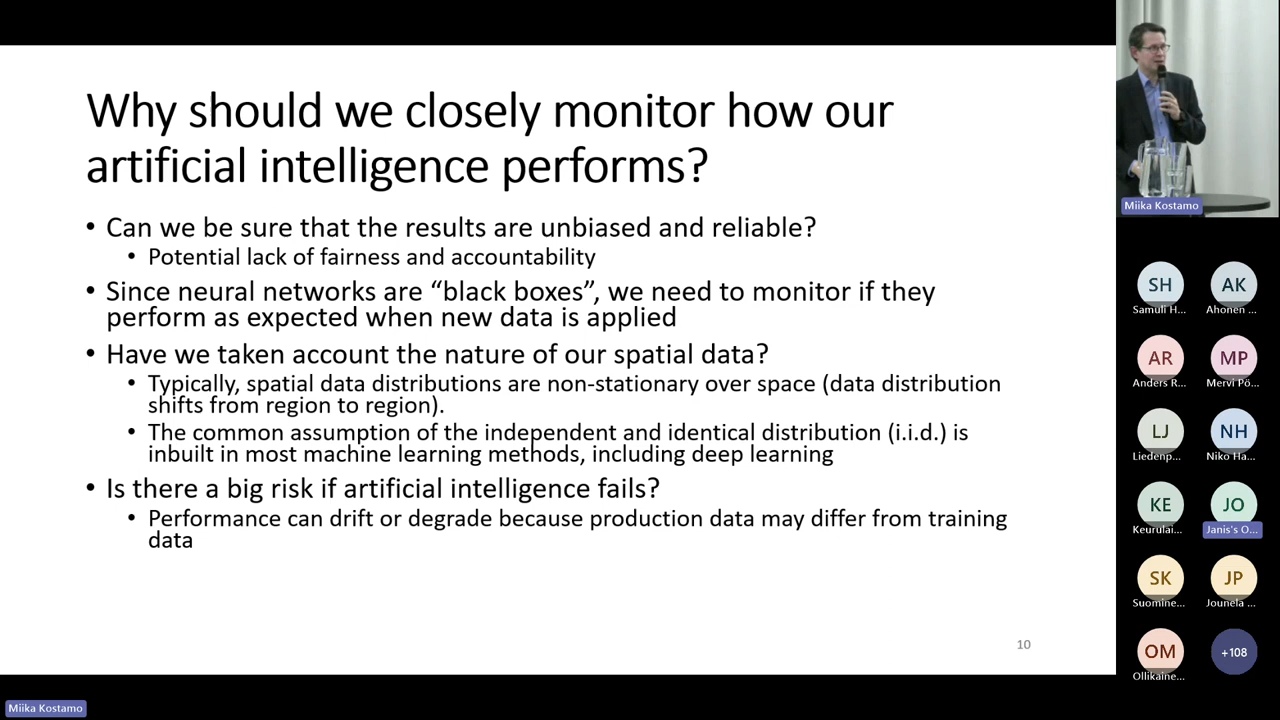 Why should we closely monitor how our
artificial intelligence performs?
• Can we be sure that the results are unbiased and reliable?
• Potential lack of fairness and accountability
• Since neural networks are “black boxes”, we need to monitor if they
perform as expected when new data is applied
• Have we taken account the nature of our spatial data?
• Typically, spatial data distributions are non-stationary over space (data distribution
shifts from region to region).
• The common assumption of the independent and identical distribution (i.i.d.) is
inbuilt in most machine learning methods, including deep learning
• Is there a big risk if artificial intelligence fails?
• Performance can drift or degrade because production data may differ from training
data
10
Miika Kostamo
Miika Kostamo
SH
Samuli H...
AK
Ahonen ...
AR
Anders R...
MP
Mervi Pö...
LJ
Liedenp...
NH
Niko Ha...
KE
Keurulai...
JO
Janis's O...
SK
Suomine...
JP
Jounela ...
OM
Ollikaine...
+108